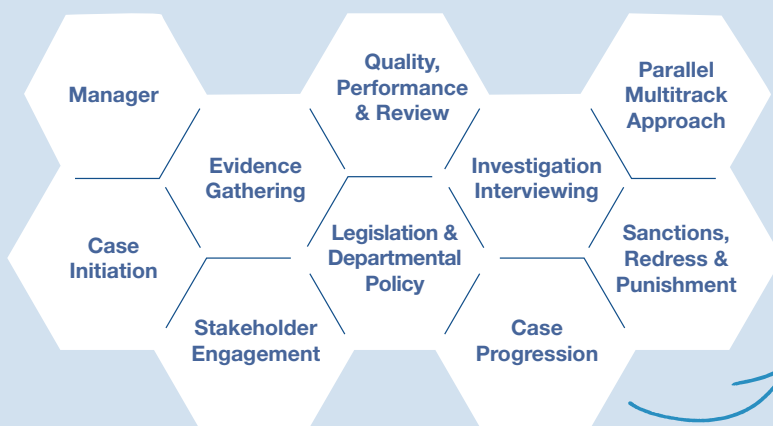 Manager
Quality,
Performance
& Review
Parallel
Multitrack
Approach
Evidence
Gathering
Investigation
Interviewing
Case
Initiation
Legislation &
Departmental
Policy
Sanctions,
Redress &
Punishment
Stakeholder
Engagement
Case
Progression